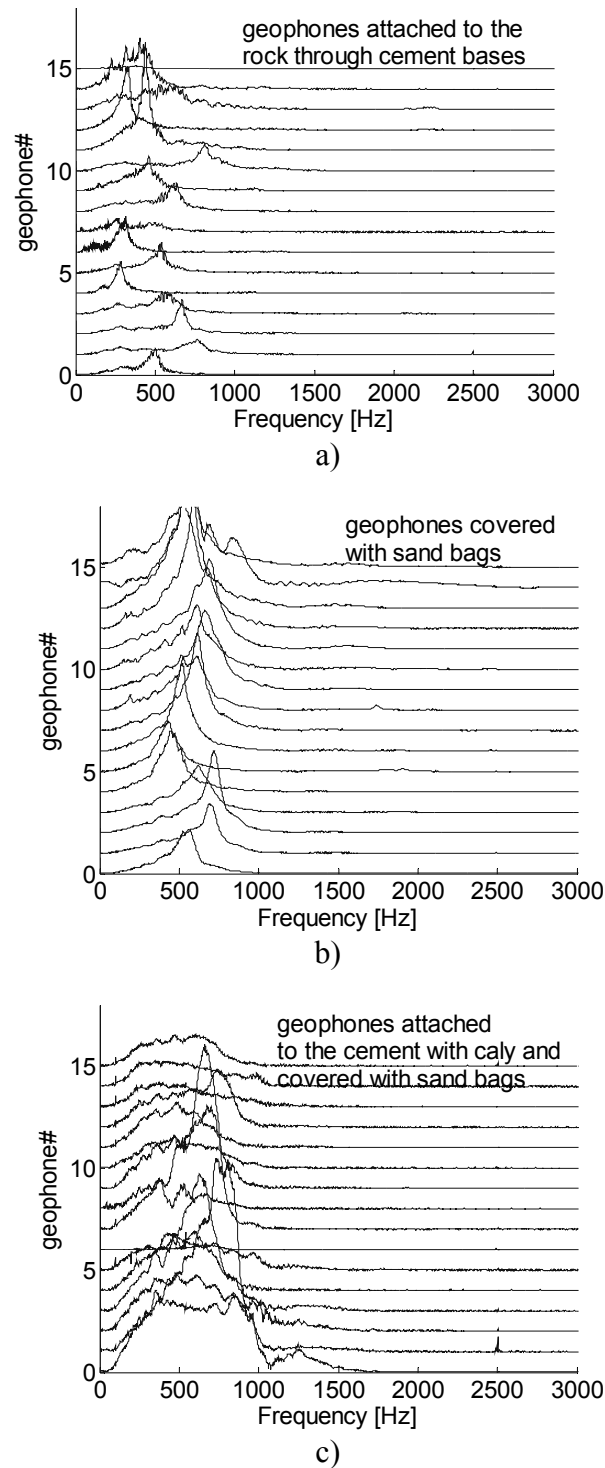 geophones attached to the
rock through cement bases
15
10
5
0
geophone#
0 500 1000 1500 2000 2500 3000
Frequency [Hz]
a)
geophones covered
with sand bags
15
10
5
0
geophone#
0 500 1000 1500 2000 2500 3000
Frequency [Hz]
b)
geophones attached
to the cement with caly and
covered with sand bags
15
10
5
0
geophone#
0 500 1000 1500 2000 2500 3000
Frequency [Hz]
c)